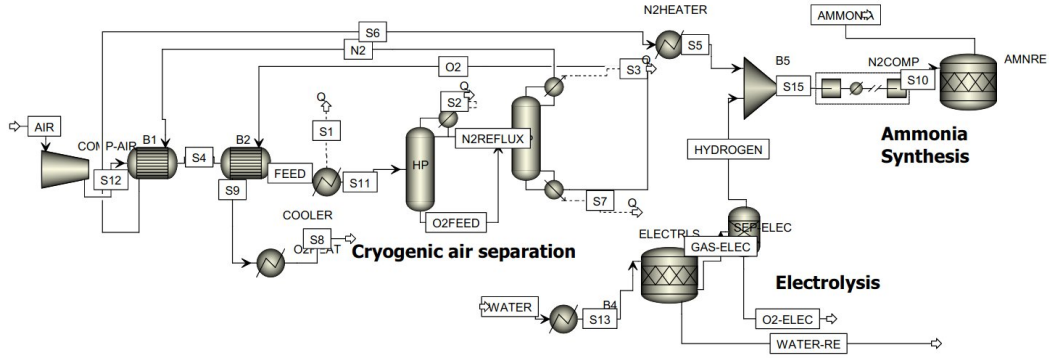 N2HEATER
S6
S5
N2
O2
S3
Q
AMMONIA
B5
S15
N2COMP
S10
AMNRE
Ammonia
Synthesis
Q
S2
Q
S1
AIR
COMP-AIR
B1
S12
S4
B2
FEED
S9
S11
HP
N2REFLUX
HYDROGEN
COOLER
S8
O2FEED
S7
Q
Cryogenic air separation
ELECTRLS
SEP-ELEC
GAS-ELEC
Electrolysis
WATER
B4
S13
O2-ELEC
WATER-RE